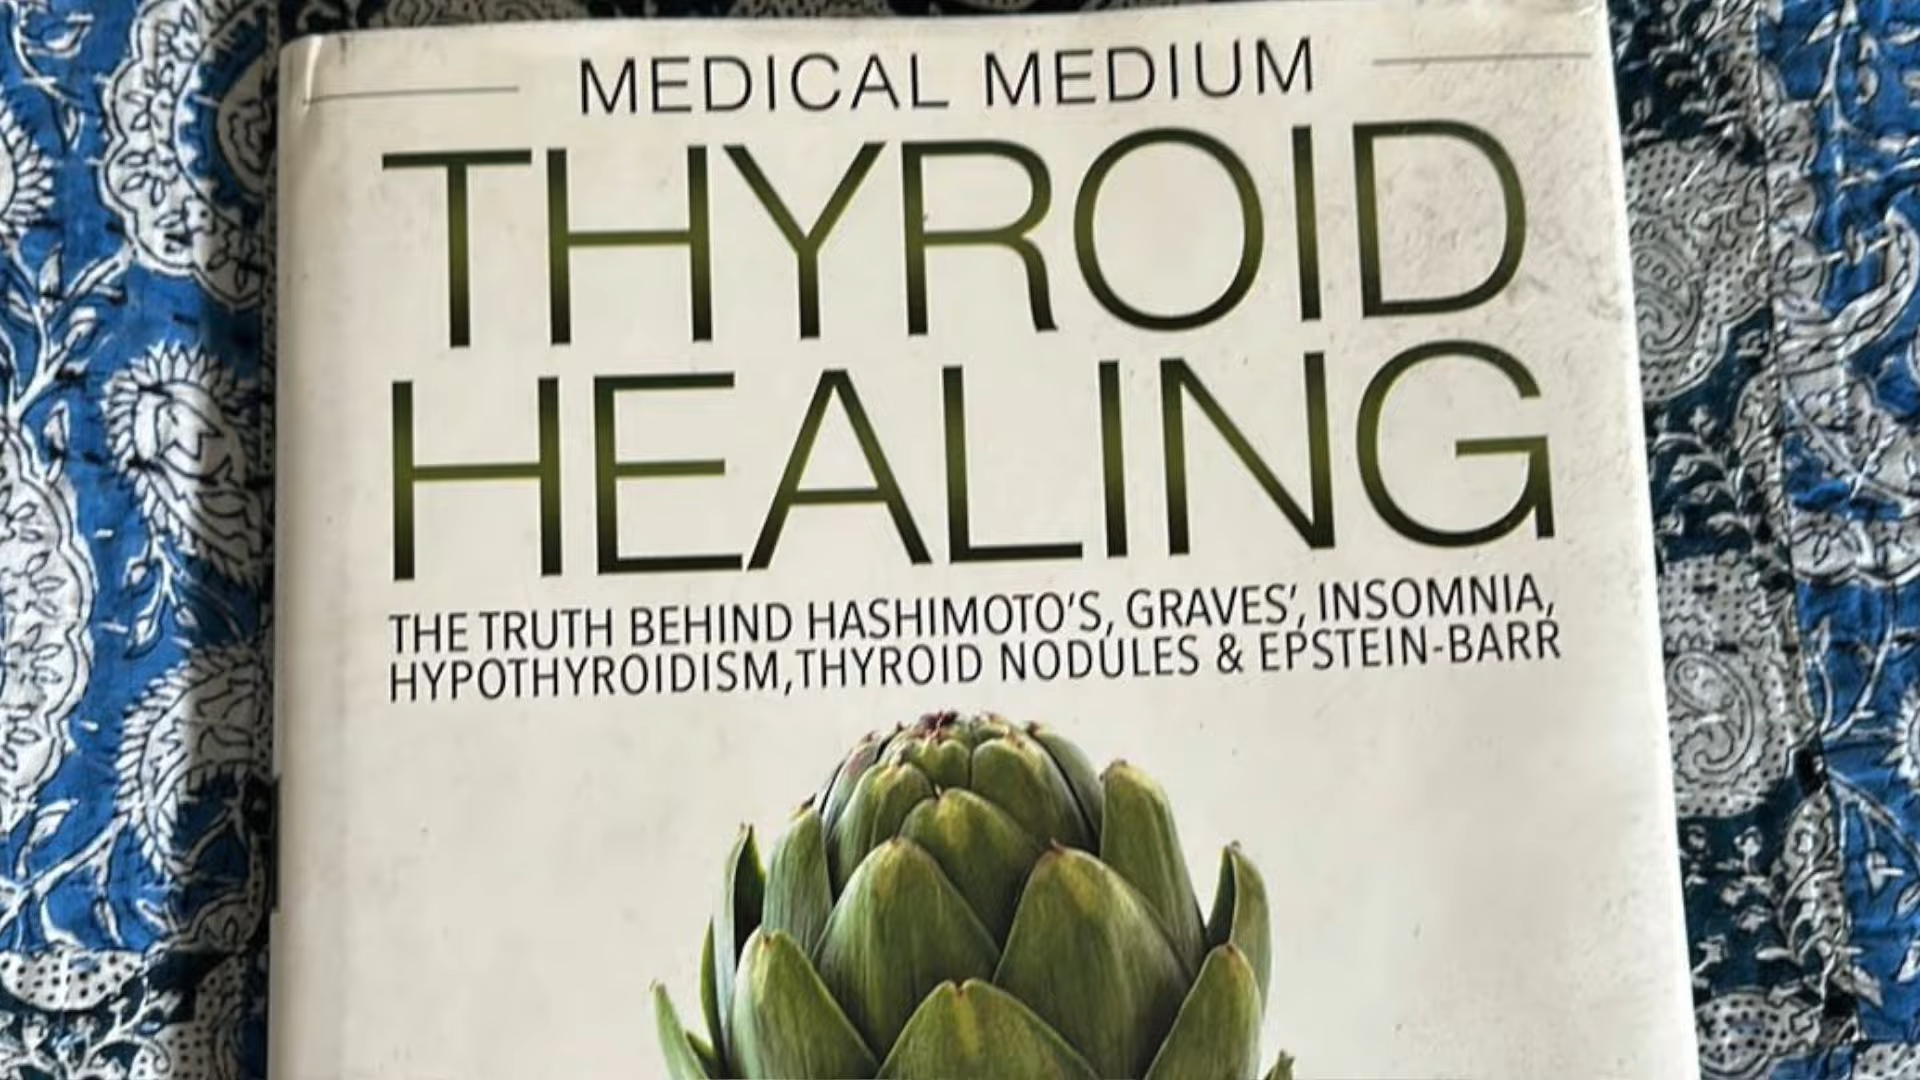 MEDICAL MEDIUM
THYROID
HEALING
THE TRUTH BEHIND HASHIMOTO'S, GRAVES', INSOMNIA,
HYPOTHYROIDISM, THYROID NODULES & EPSTEIN-BARR